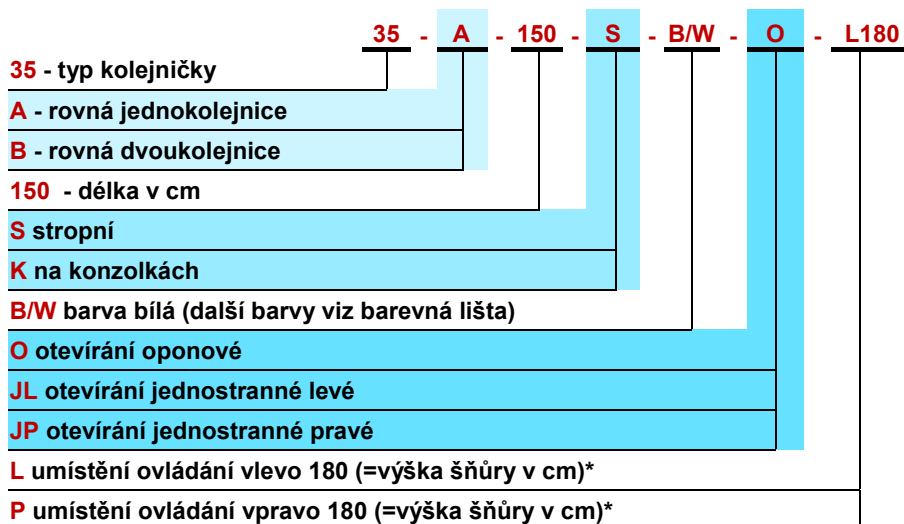 35 - A - 150 - S - B/W - O - L180
35 - typ kolejničky
A - rovná jednokolejnice
B - rovná dvoukolejnice
150 - délka v cm
S stropní
K na konzolkách
B/W barva bílá (další barvy viz barevná lišta)
O otevírání oponové
JL otevírání jednostranné levé
JP otevírání jednostranné pravé
L umístění ovládání vlevo 180 (=výška šňůry v cm)*
P umístění ovládání vpravo 180 (=výška šňůry v cm)*